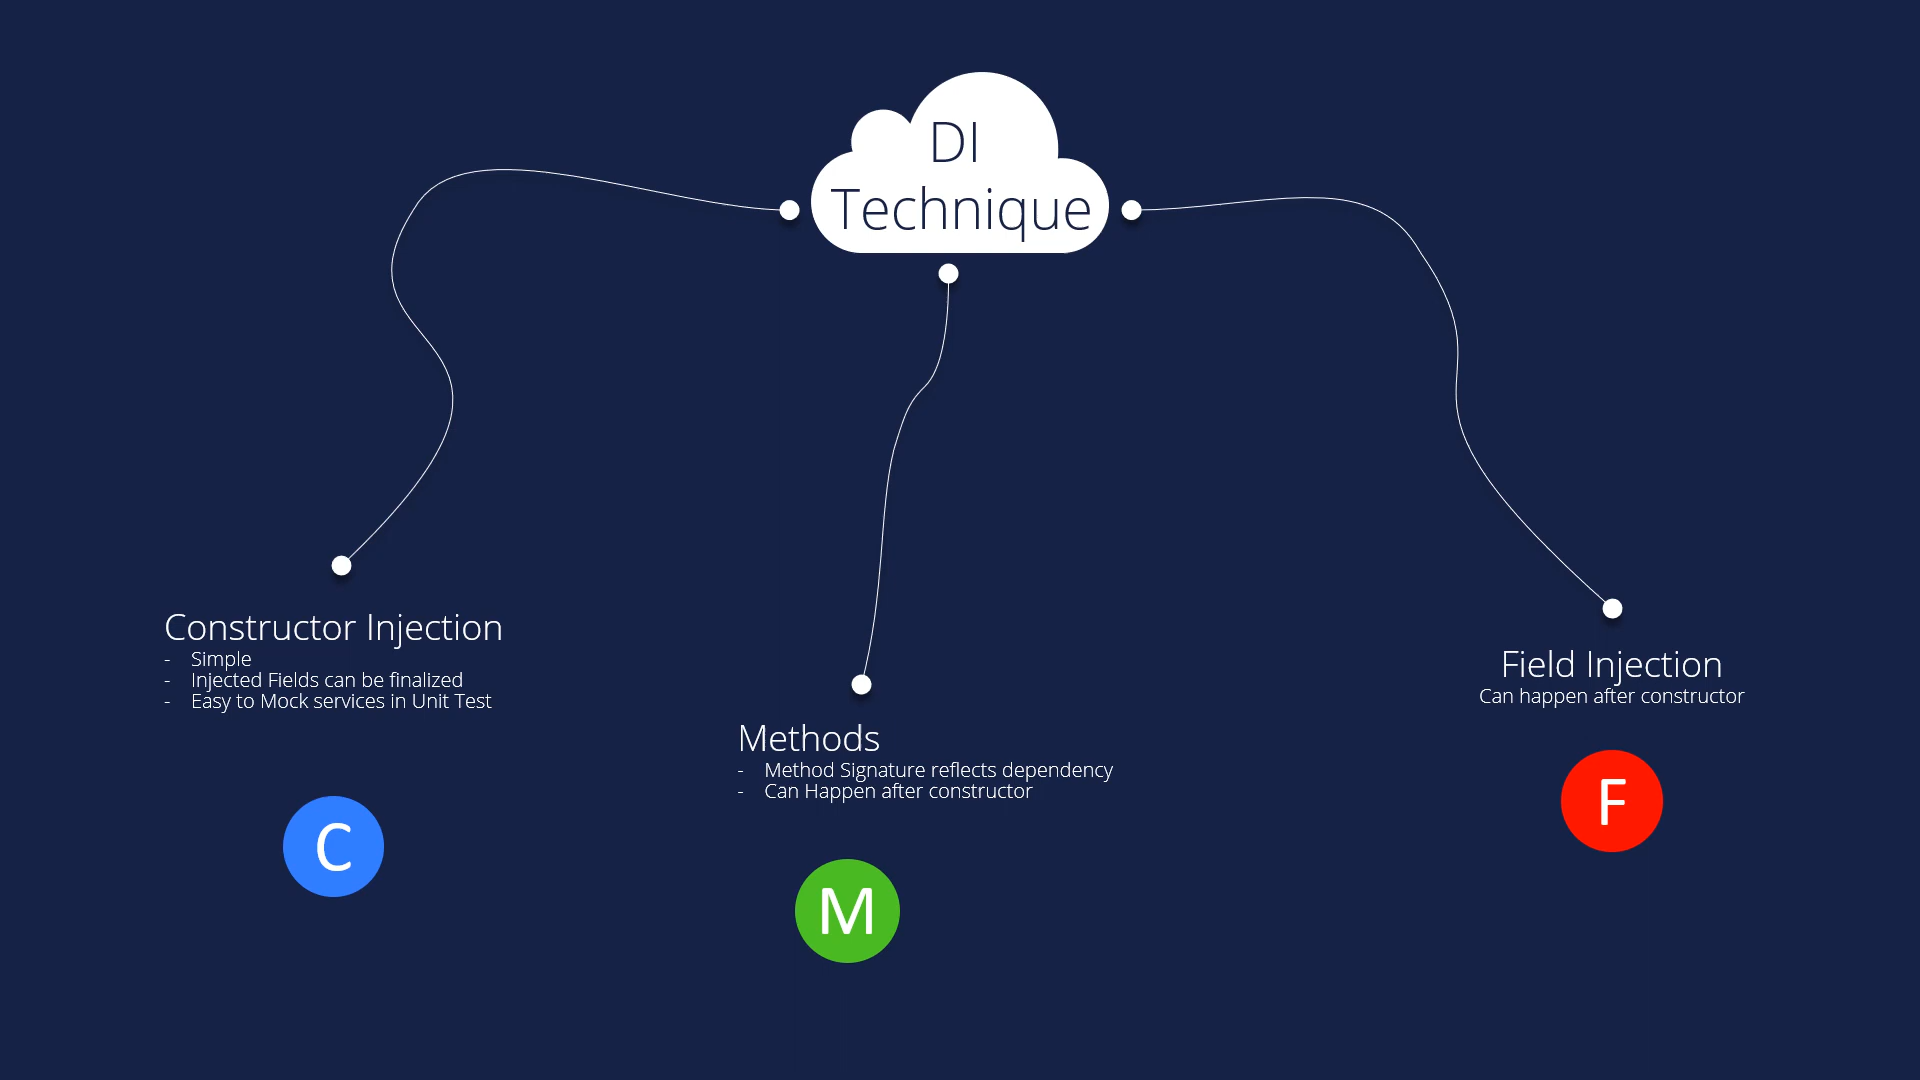 DI
Technique
Constructor Injection
- Simple
- Injected Fields can be finalized
- Easy to Mock services in Unit Test
C
Methods
- Method Signature reflects dependency
- Can Happen after constructor
M
Field Injection
Can happen after constructor
F